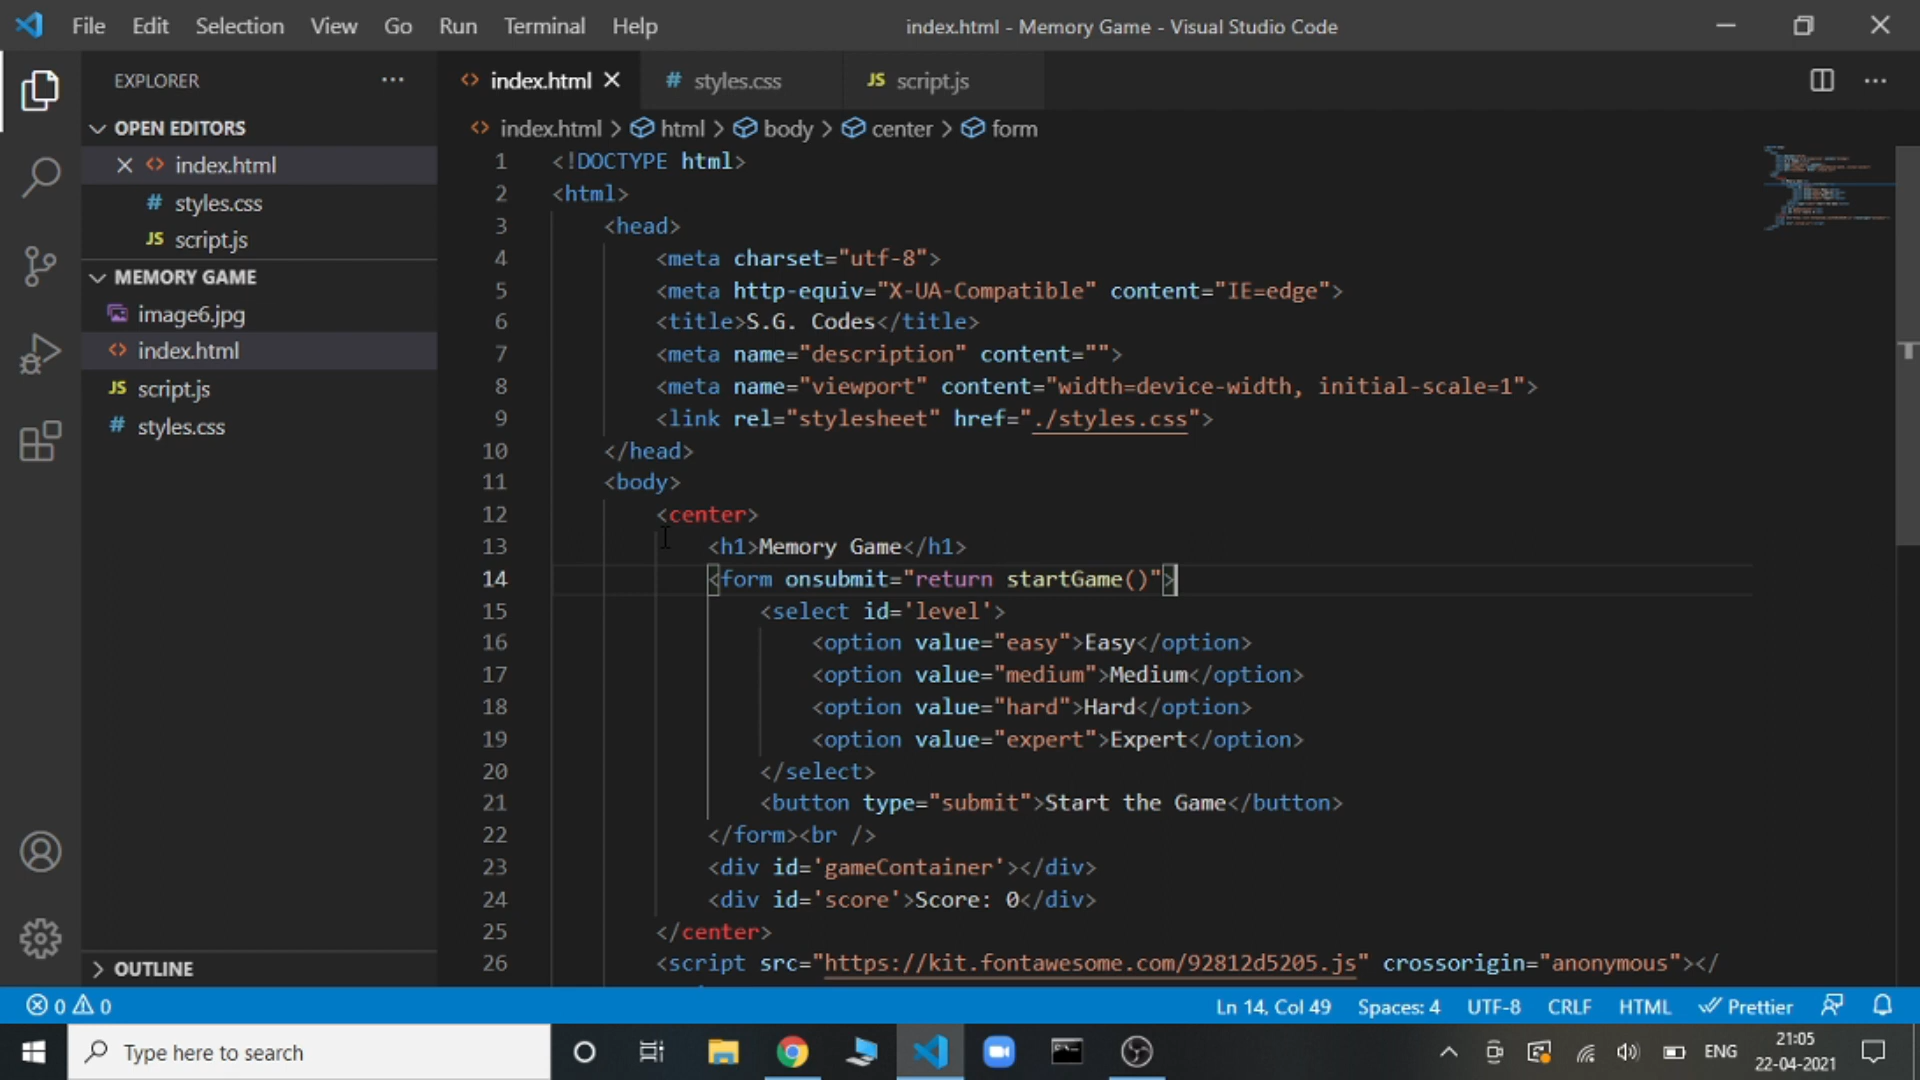 File Edit Selection View Go Run Terminal Help index.html - Memory Game - Visual Studio Code
EXPLORER
OPEN EDITORS
index.html
# styles.css
JS script.js
MEMORY GAME
image6.jpg
index.html
JS script.js
# styles.css
OUTLINE
index.html # styles.css JS script.js
index.html > html > body > center > form
1 <!DOCTYPE html>
2 <html>
3 <head>
4 <meta charset="utf-8">
5 <meta http-equiv="X-UA-Compatible" content="IE=edge">
6 <title>S.G. Codes</title>
7 <meta name="description" content="">
8 <meta name="viewport" content="width=device-width, initial-scale=1">
9 <link rel="stylesheet" href="./styles.css">
10 </head>
11 <body>
12 <center>
13 <h1>Memory Game</h1>
14 <form onsubmit="return startGame()">
15 <select id='level'>
16 <option value="easy">Easy</option>
17 <option value="medium">Medium</option>
18 <option value="hard">Hard</option>
19 <option value="expert">Expert</option>
20 </select>
21 <button type="submit">Start the Game</button>
22 </form><br />
23 <div id='gameContainer'></div>
24 <div id='score'>Score: 0</div>
25 </center>
26 <script src="https://kit.fontawesome.com/92812d5205.js" crossorigin="anonymous"></
0 0 Ln 14, Col 49 Spaces: 4 UTF-8 CRLF HTML Prettier
Type here to search
ENG
21:05
22-04-2021